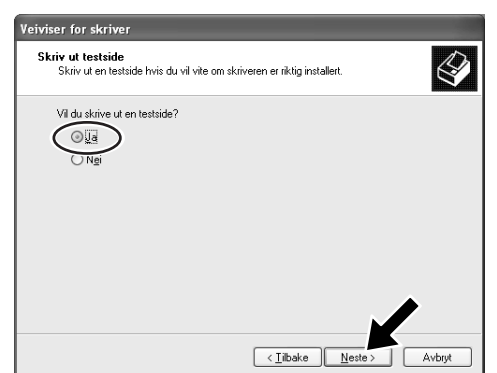 Veiviser for skriver
Skriv ut testside
Skriv ut en testside hvis du vil vite om skriveren er riktig installert.
Vil du skrive ut en testside?
Ja
Nei
< Tilbake Neste > Avbryt